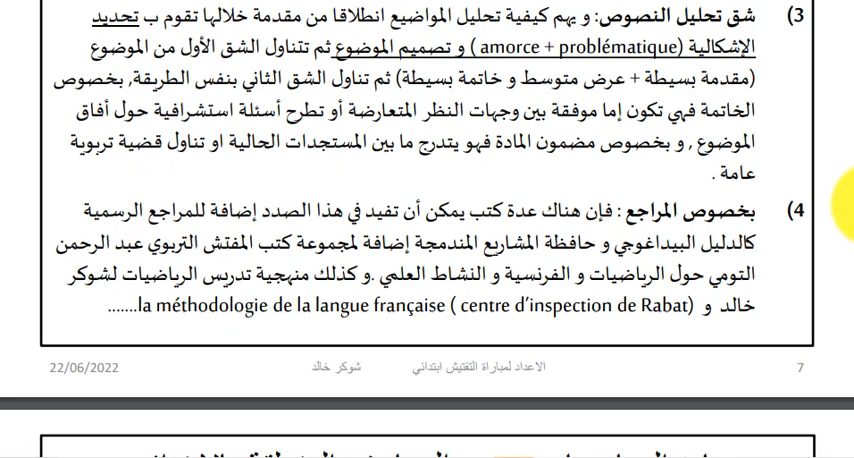 3) شق تحليل النصوص: و يهم كيفية تحليل المواضيع انطلاقا من مقدمة خلالها تقوم ب تحديد
الإشكالية (amorce + problématique ) و تصميم الموضوع ثم تتناول الشق الأول من الموضوع
(مقدمة بسيطة + عرض متوسط و خاتمة بسيطة) ثم تناول الشق الثاني بنفس الطريقة, بخصوص
الخاتمة فهي تكون إما موفقة بين وجهات النظر المتعارضة أو تطرح أسئلة استشرافية حول أفاق
الموضوع , و بخصوص مضمون المادة فهو يتدرج ما بين المستجدات الحالية او تناول قضية تربوية
عامة .
4) بخصوص المراجع : فإن هناك عدة كتب يمكن أن تفيد في هذا الصدد إضافة للمراجع الرسمية
كالدليل البيداغوجي و حافظة المشاريع المندمجة إضافة لمجموعة كتب المفتش التربوي عبد الرحمن
التومي حول الرياضيات و الفرنسية و النشاط العلمي .و كذلك منهجية تدريس الرياضيات لشوكر
خالد و la méthodologie de la langue française ( centre d'inspection de Rabat).......
7 الاعداد لمباراة التفتيش ابتدائي شوكر خالد 22/06/2022